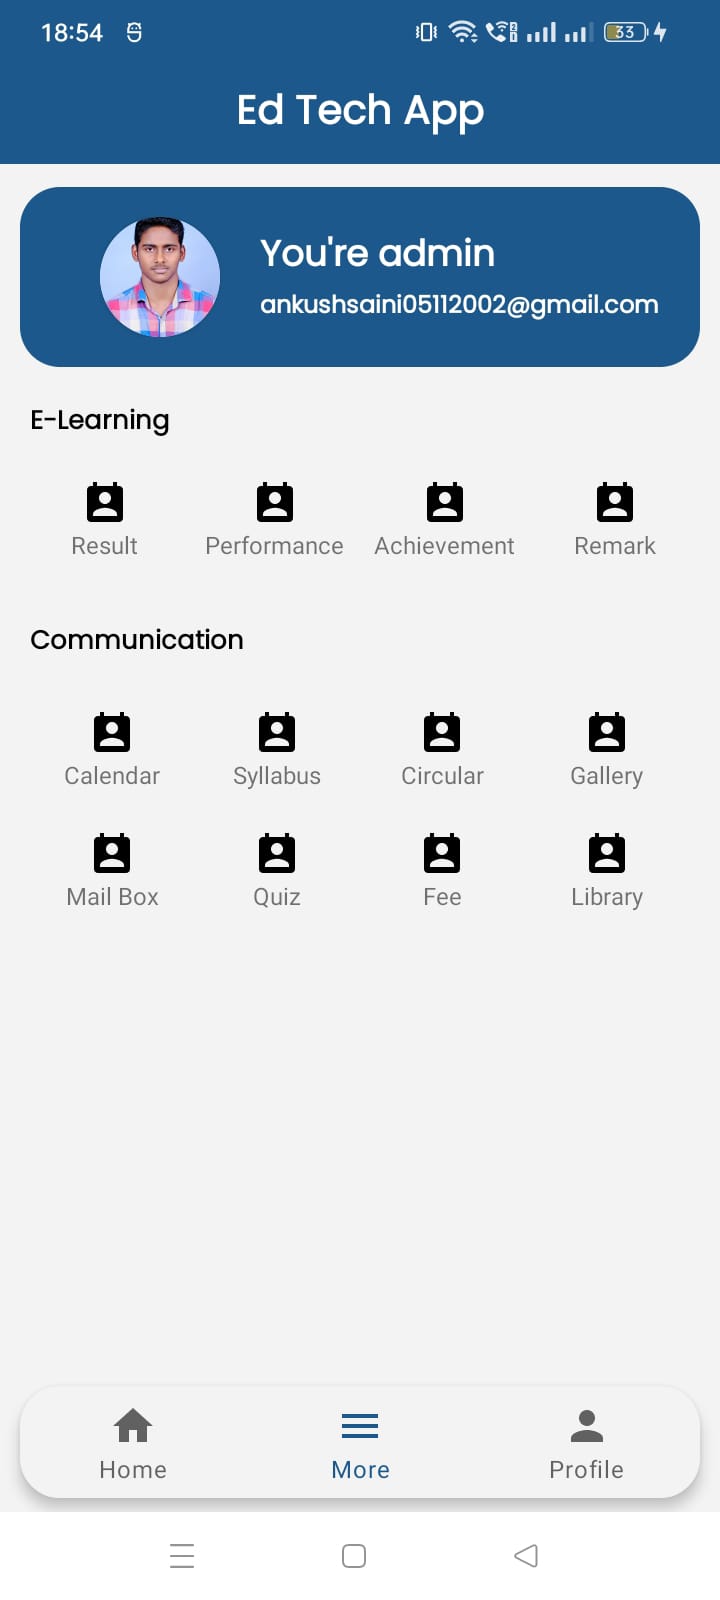 18:54
33
Ed Tech App
You're admin
ankushsaini05112002@gmail.com
E-Learning
Result Performance Achievement Remark
Communication
Calendar Syllabus Circular Gallery
Mail Box Quiz Fee Library
Home More Profile